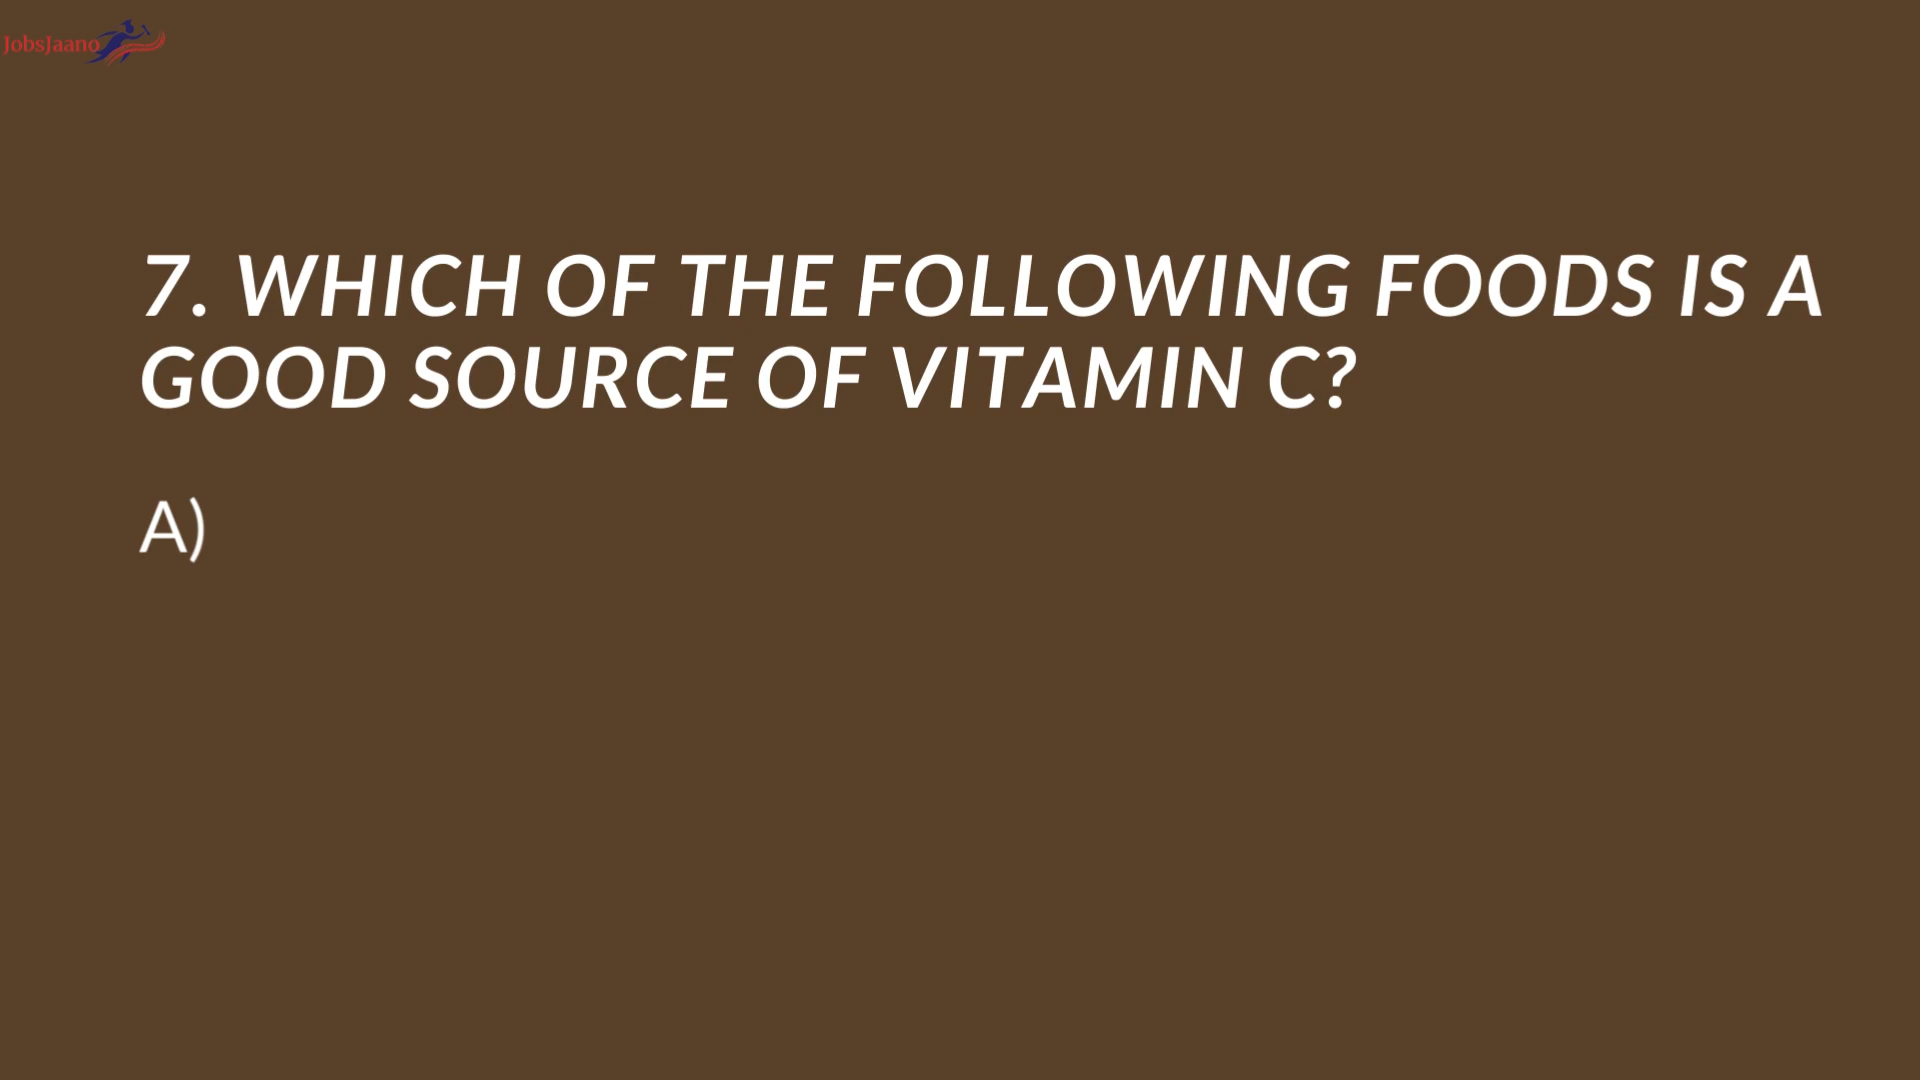 JobsJaano
7. WHICH OF THE FOLLOWING FOODS IS A
GOOD SOURCE OF VITAMIN C?
A)